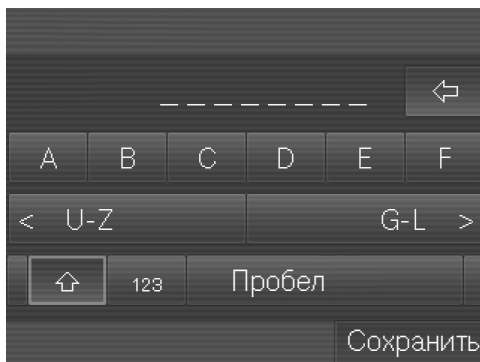 _ _ _ _ _ _ _ _ _
A B C D E F
< U-Z G-L >
123 Пробел
Сохранить